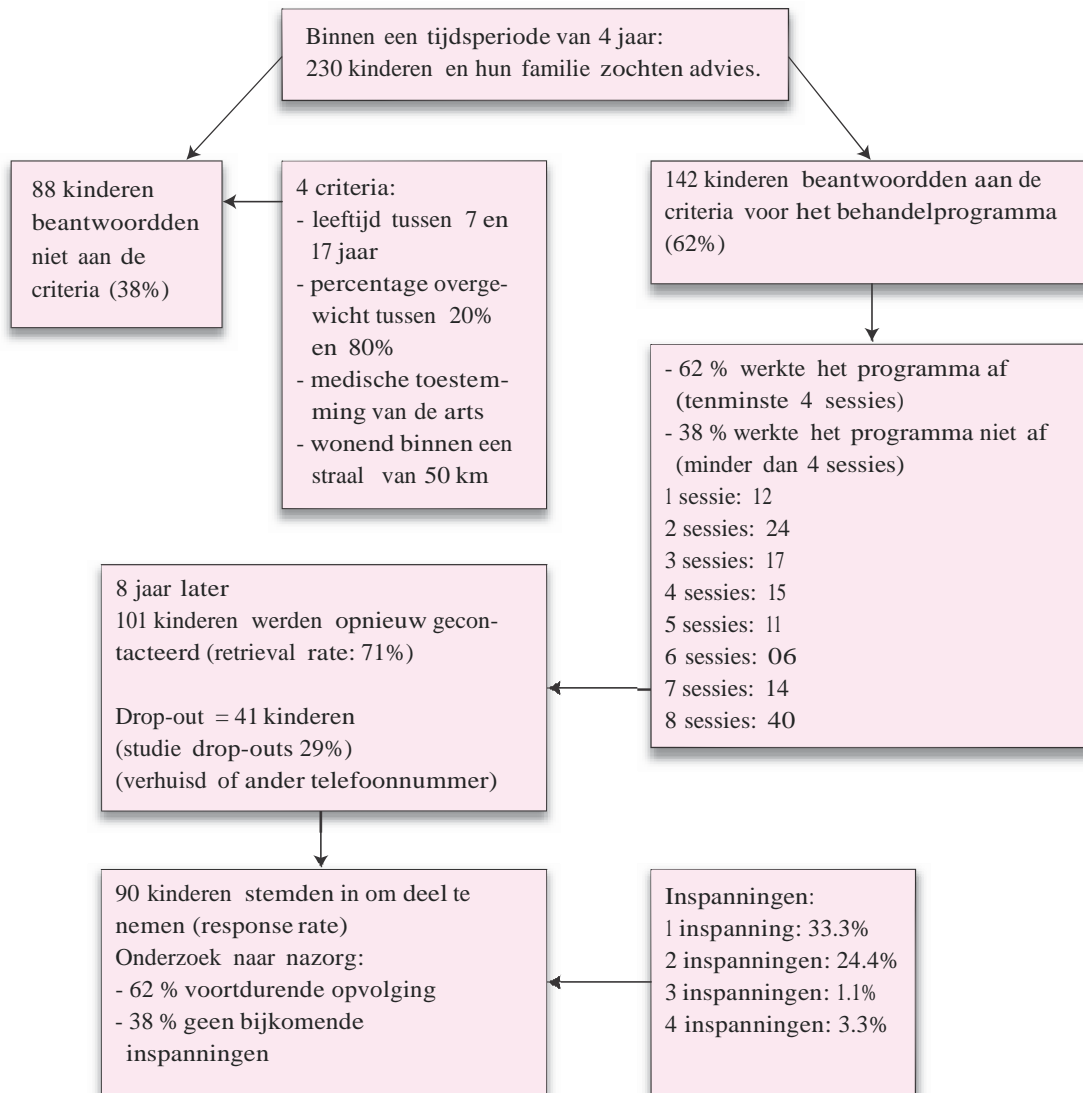 Binnen een tijdsperiode van 4 jaar:
230 kinderen en hun familie zochten advies.
88 kinderen
beantwoordden
niet aan de
criteria (38%)
4 criteria:
- leeftijd tussen 7 en
17 jaar
- percentage overge-
wicht tussen 20%
en 80%
- medische toestem-
ming van de arts
- wonend binnen een
straal van 50 km
142 kinderen beantwoordden aan de
criteria voor het behandelprogramma
(62%)
- 62 % werkte het programma af
(tenminste 4 sessies)
- 38 % werkte het programma niet af
(minder dan 4 sessies)
1 sessie: 12
2 sessies: 24
3 sessies: 17
4 sessies: 15
5 sessies: 11
6 sessies: 06
7 sessies: 14
8 sessies: 40
8 jaar later
101 kinderen werden opnieuw gecon-
tacteerd (retrieval rate: 71%)
Drop-out = 41 kinderen
(studie drop-outs 29%)
(verhuisd of ander telefoonnummer)
90 kinderen stemden in om deel te
nemen (response rate)
Onderzoek naar nazorg:
- 62 % voortdurende opvolging
- 38 % geen bijkomende
inspanningen
Inspanningen:
1 inspanning: 33.3%
2 inspanningen: 24.4%
3 inspanningen: 1.1%
4 inspanningen: 3.3%